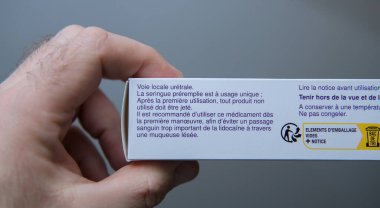 Voie locale urétrale.
La seringue préremplie est à usage unique :
Après la première utilisation, tout produit non
utilisé doit être jeté.
Il est recommandé d'utiliser ce médicament dès
la première manœuvre, afin d'éviter un passage
sanguin trop important de la lidocaïne à travers
une muqueuse lésée.
Lire la notice avant utilisation
Tenir hors de la vue et de l
A conserver à une températu
Ne pas congeler.
ELEMENTS D'EMBALLAGE
VIDES
+ NOTICE